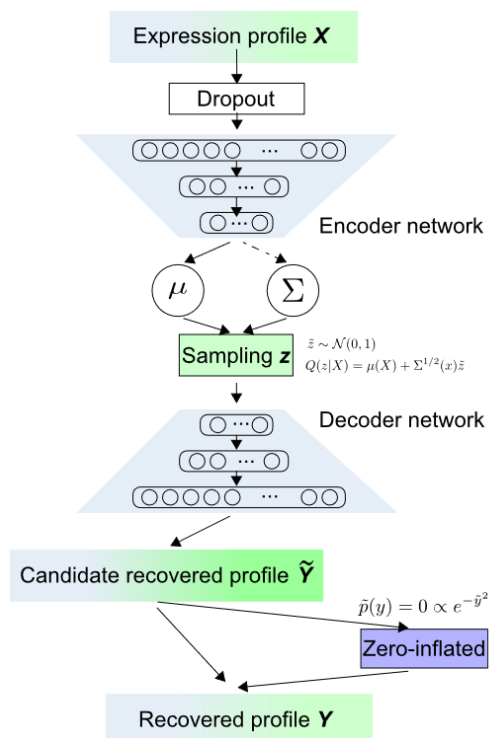 Expression profile X
Dropout
...
...
...
Encoder network
μ
Σ
Sampling z
z̃ ∼ N(0, 1)
Q(z|X) = μ(X) + Σ^{1/2}(x)z̃
Decoder network
...
...
...
Candidate recovered profile Ỹ
p̃(y) = 0 ∝ e^{−ỹ²}
Zero-inflated
Recovered profile Y